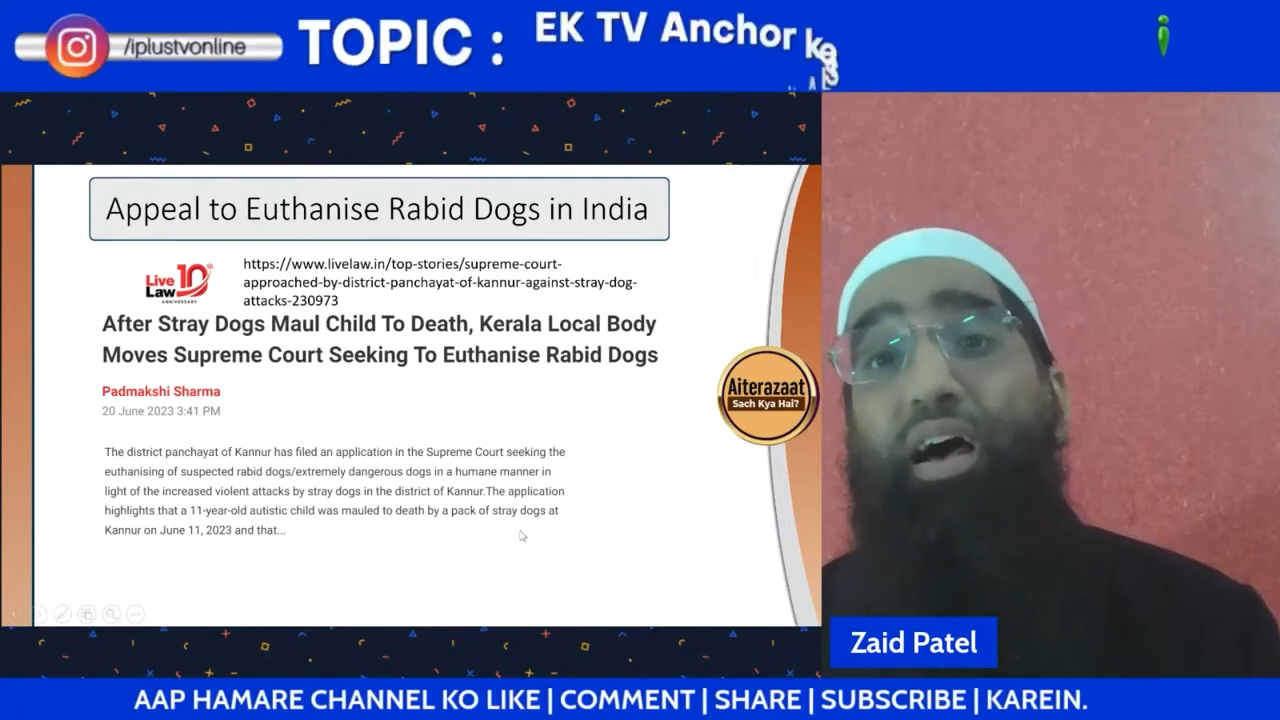 /iplustvonline
TOPIC :
EK TV Anchor ke
Appeal to Euthanise Rabid Dogs in India
Live Law 10th
ANNIVERSARY
https://www.livelaw.in/top-stories/supreme-court-
approached-by-district-panchayat-of-kannur-against-stray-dog-
attacks-230973
After Stray Dogs Maul Child To Death, Kerala Local Body
Moves Supreme Court Seeking To Euthanise Rabid Dogs
Padmakshi Sharma
20 June 2023 3:41 PM
The district panchayat of Kannur has filed an application in the Supreme Court seeking the
euthanising of suspected rabid dogs/extremely dangerous dogs in a humane manner in
light of the increased violent attacks by stray dogs in the district of Kannur.The application
highlights that a 11-year-old autistic child was mauled to death by a pack of stray dogs at
Kannur on June 11, 2023 and that...
Aiterazaat
Sach Kya Hai?
Zaid Patel
AAP HAMARE CHANNEL KO LIKE | COMMENT | SHARE | SUBSCRIBE | KAREIN.